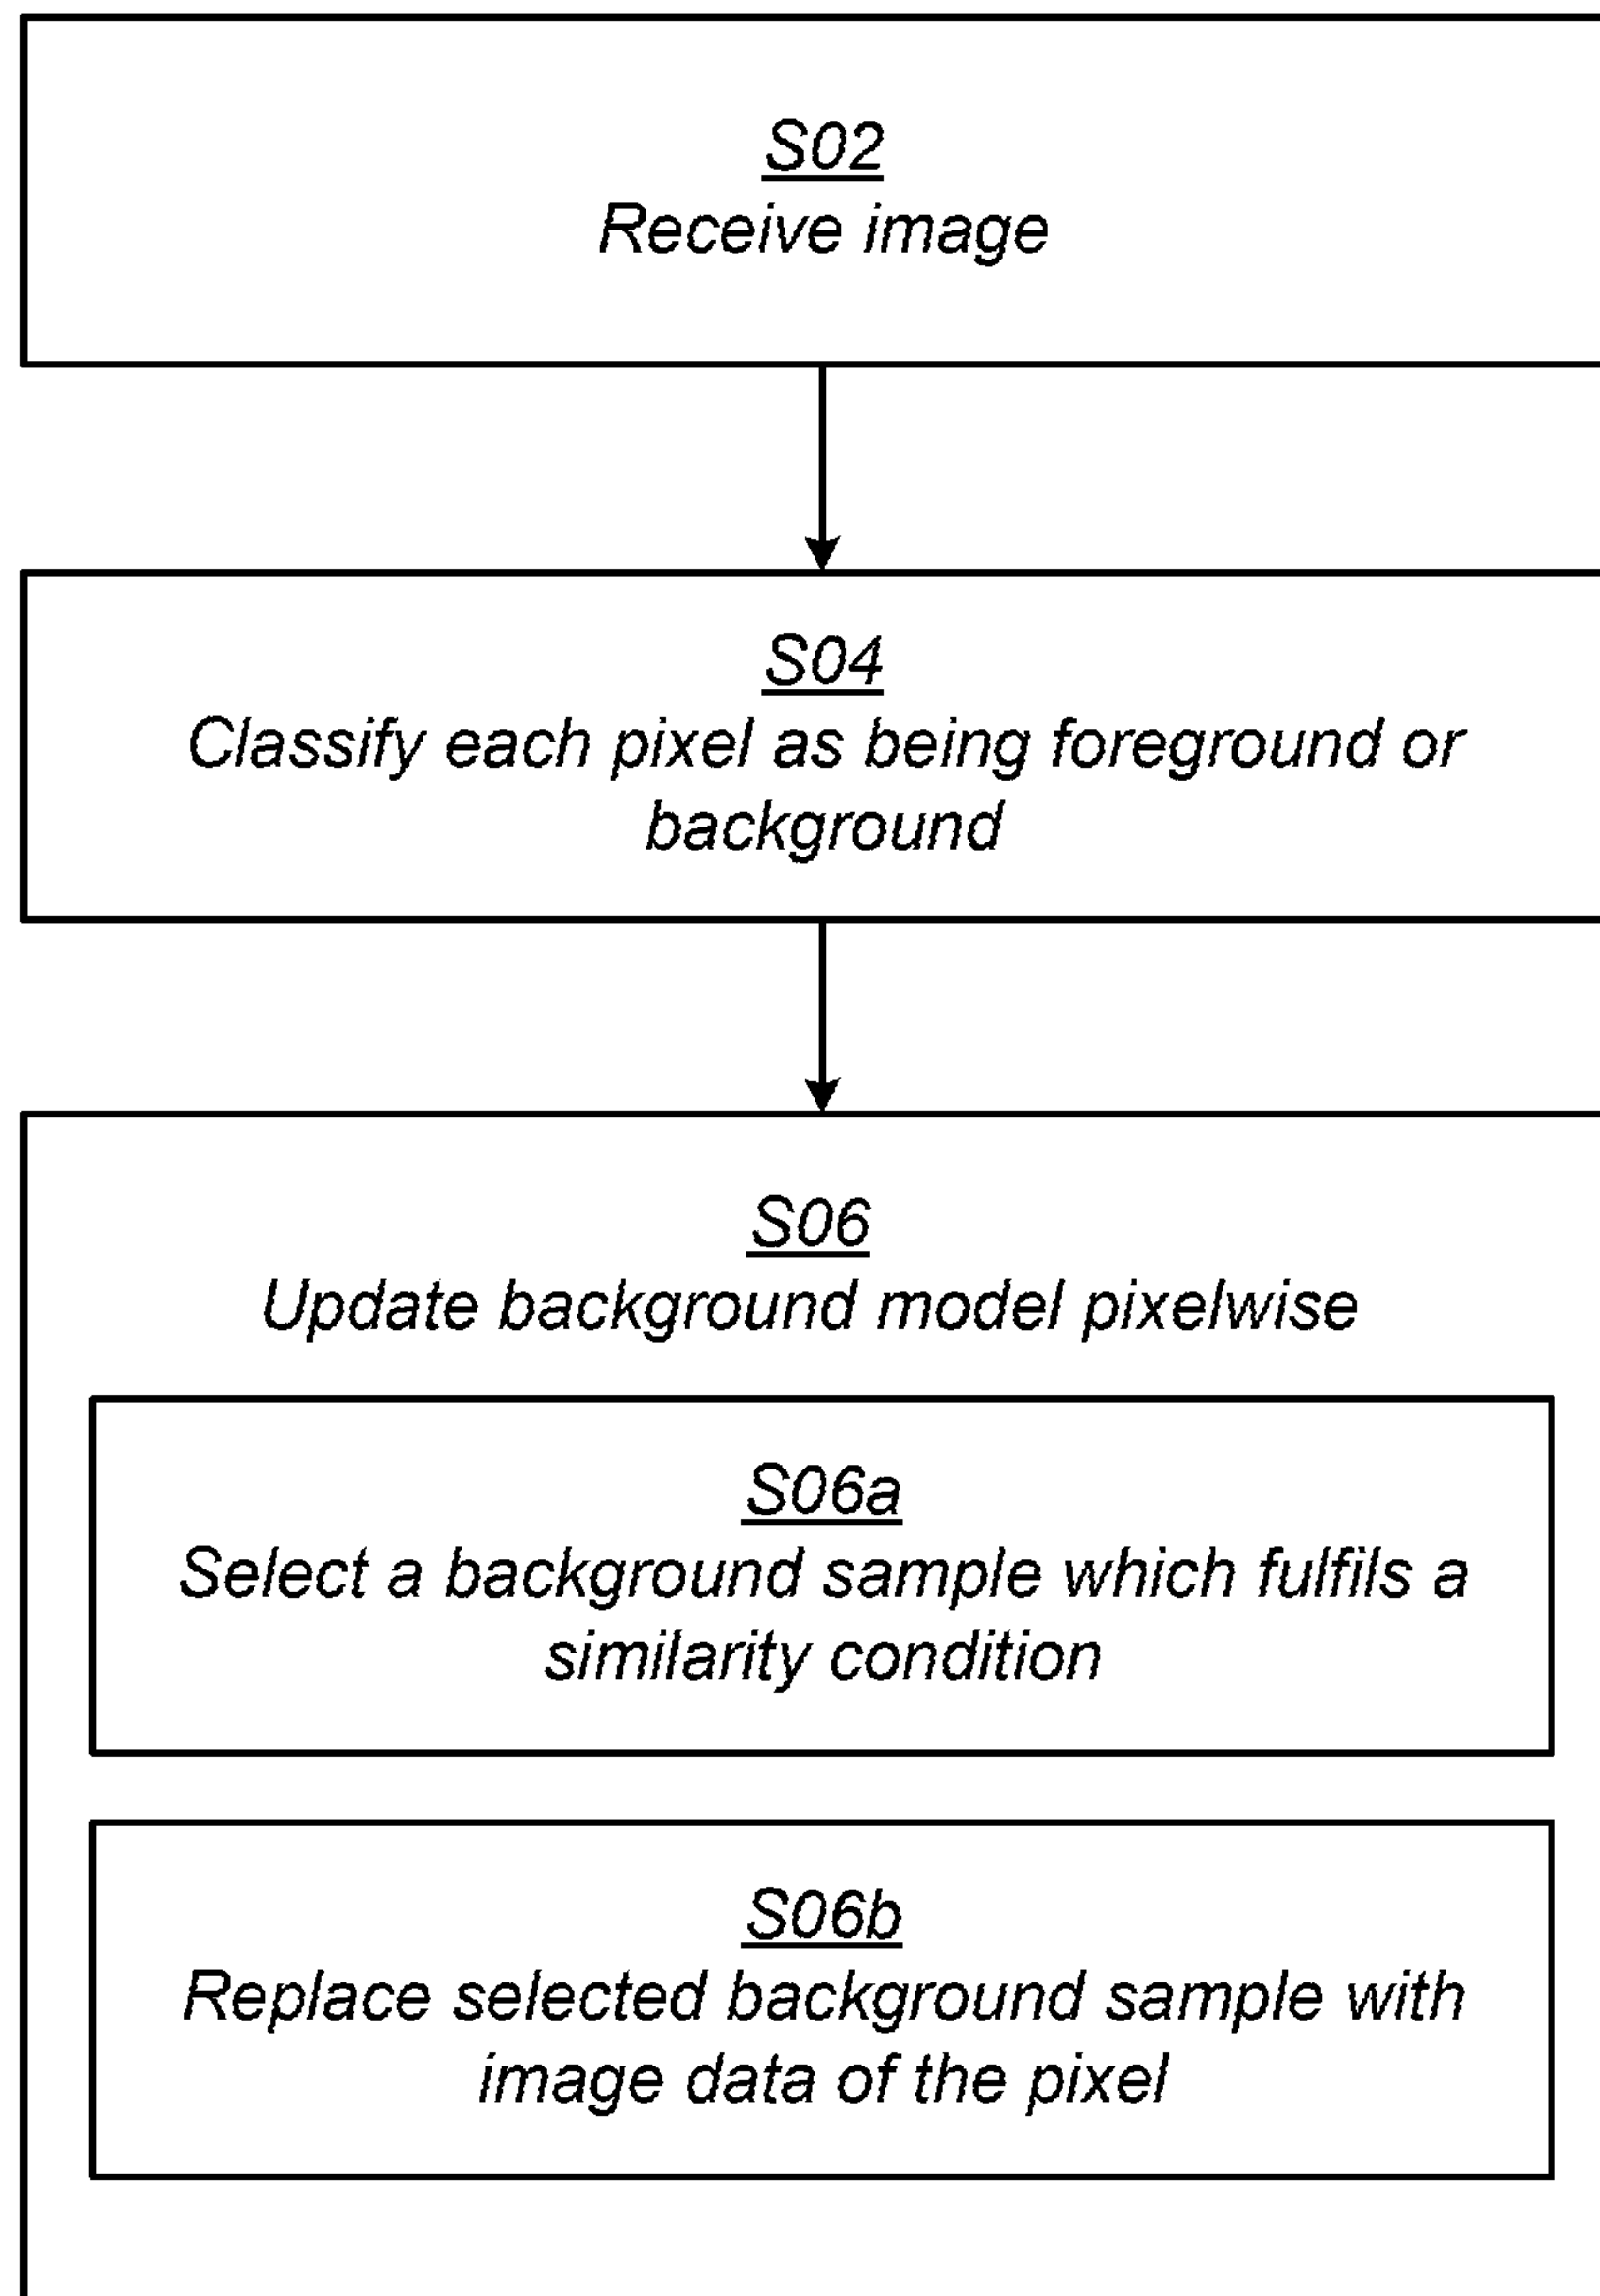 S02
Receive image
S04
Classify each pixel as being foreground or
background
S06
Update background model pixelwise
S06a
Select a background sample which fulfils a
similarity condition
S06b
Replace selected background sample with
image data of the pixel